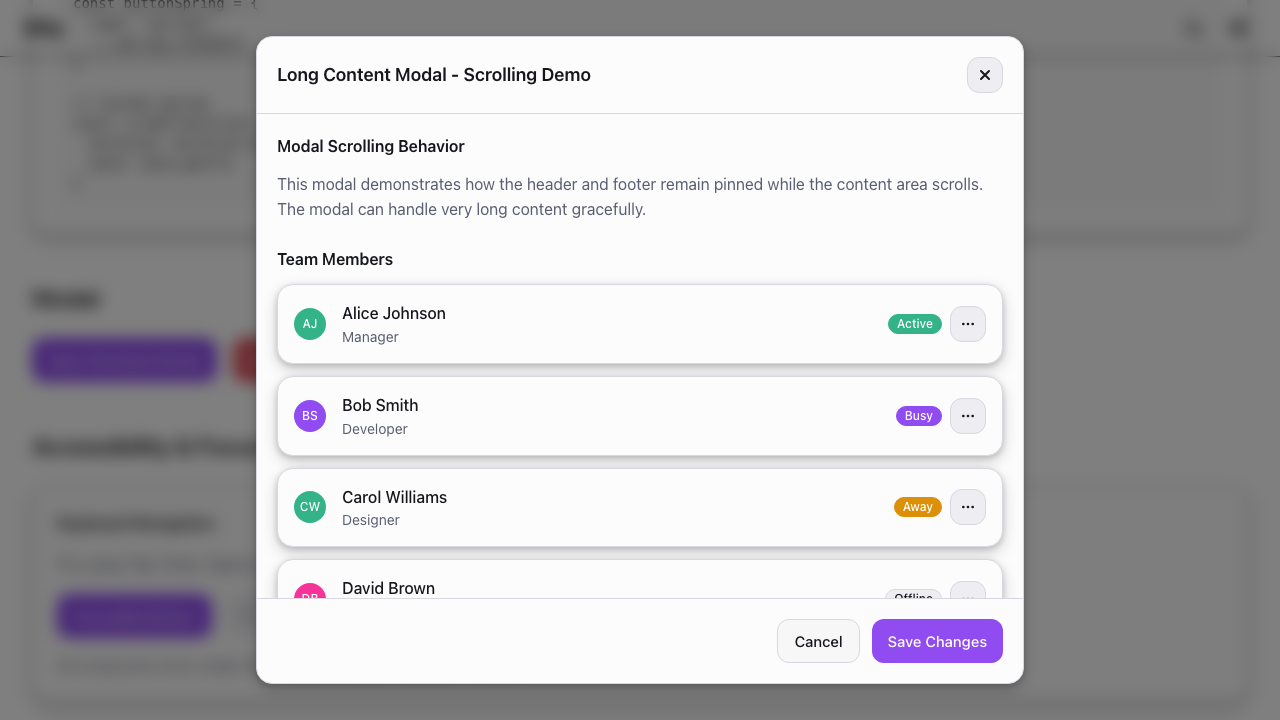 const buttonSpring = {
Long Content Modal - Scrolling Demo
Modal Scrolling Behavior
This modal demonstrates how the header and footer remain pinned while the content area scrolls.
The modal can handle very long content gracefully.
Team Members
AJ
Alice Johnson
Manager
Active
BS
Bob Smith
Developer
Busy
CW
Carol Williams
Designer
Away
DB
David Brown
Offline
Cancel
Save Changes
Modal